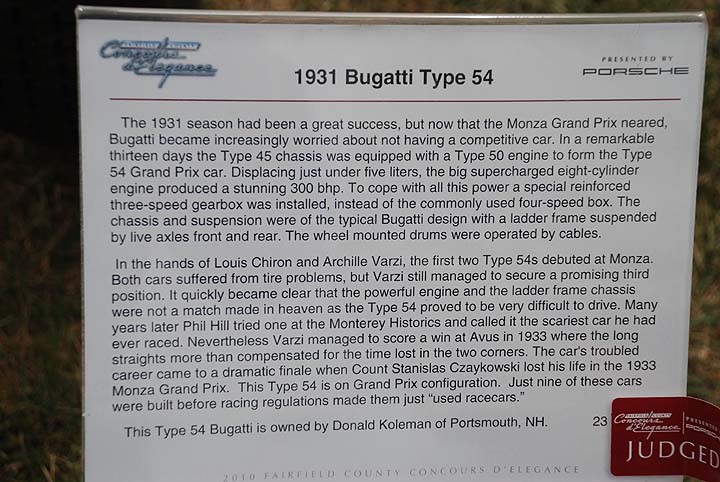 FAIRFIELD COUNTY
Concours
d'Elegance
1931 Bugatti Type 54
PRESENTED BY
PORSCHE
The 1931 season had been a great success, but now that the Monza Grand Prix neared,
Bugatti became increasingly worried about not having a competitive car. In a remarkable
thirteen days the Type 45 chassis was equipped with a Type 50 engine to form the Type
54 Grand Prix car. Displacing just under five liters, the big supercharged eight-cylinder
engine produced a stunning 300 bhp. To cope with all this power a special reinforced
three-speed gearbox was installed, instead of the commonly used four-speed box. The
chassis and suspension were of the typical Bugatti design with a ladder frame suspended
by live axles front and rear. The wheel mounted drums were operated by cables.
In the hands of Louis Chiron and Archille Varzi, the first two Type 54s debuted at Monza.
Both cars suffered from tire problems, but Varzi still managed to secure a promising third
position. It quickly became clear that the powerful engine and the ladder frame chassis
were not a match made in heaven as the Type 54 proved to be very difficult to drive. Many
years later Phil Hill tried one at the Monterey Historics and called it the scariest car he had
ever raced. Nevertheless Varzi managed to score a win at Avus in 1933 where the long
straights more than compensated for the time lost in the two corners. The car's troubled
career came to a dramatic finale when Count Stanislas Czaykowski lost his life in the 1933
Monza Grand Prix. This Type 54 is on Grand Prix configuration. Just nine of these cars
were built before racing regulations made them just “used racecars.”
This Type 54 Bugatti is owned by Donald Koleman of Portsmouth, NH. 23
2010 FAIRFIELD COUNTY CONCOURS D'ELEGANCE
FAIRFIELD COUNTY
Concours
d'Elegance
PRESENTED
PORSC
JUDGED